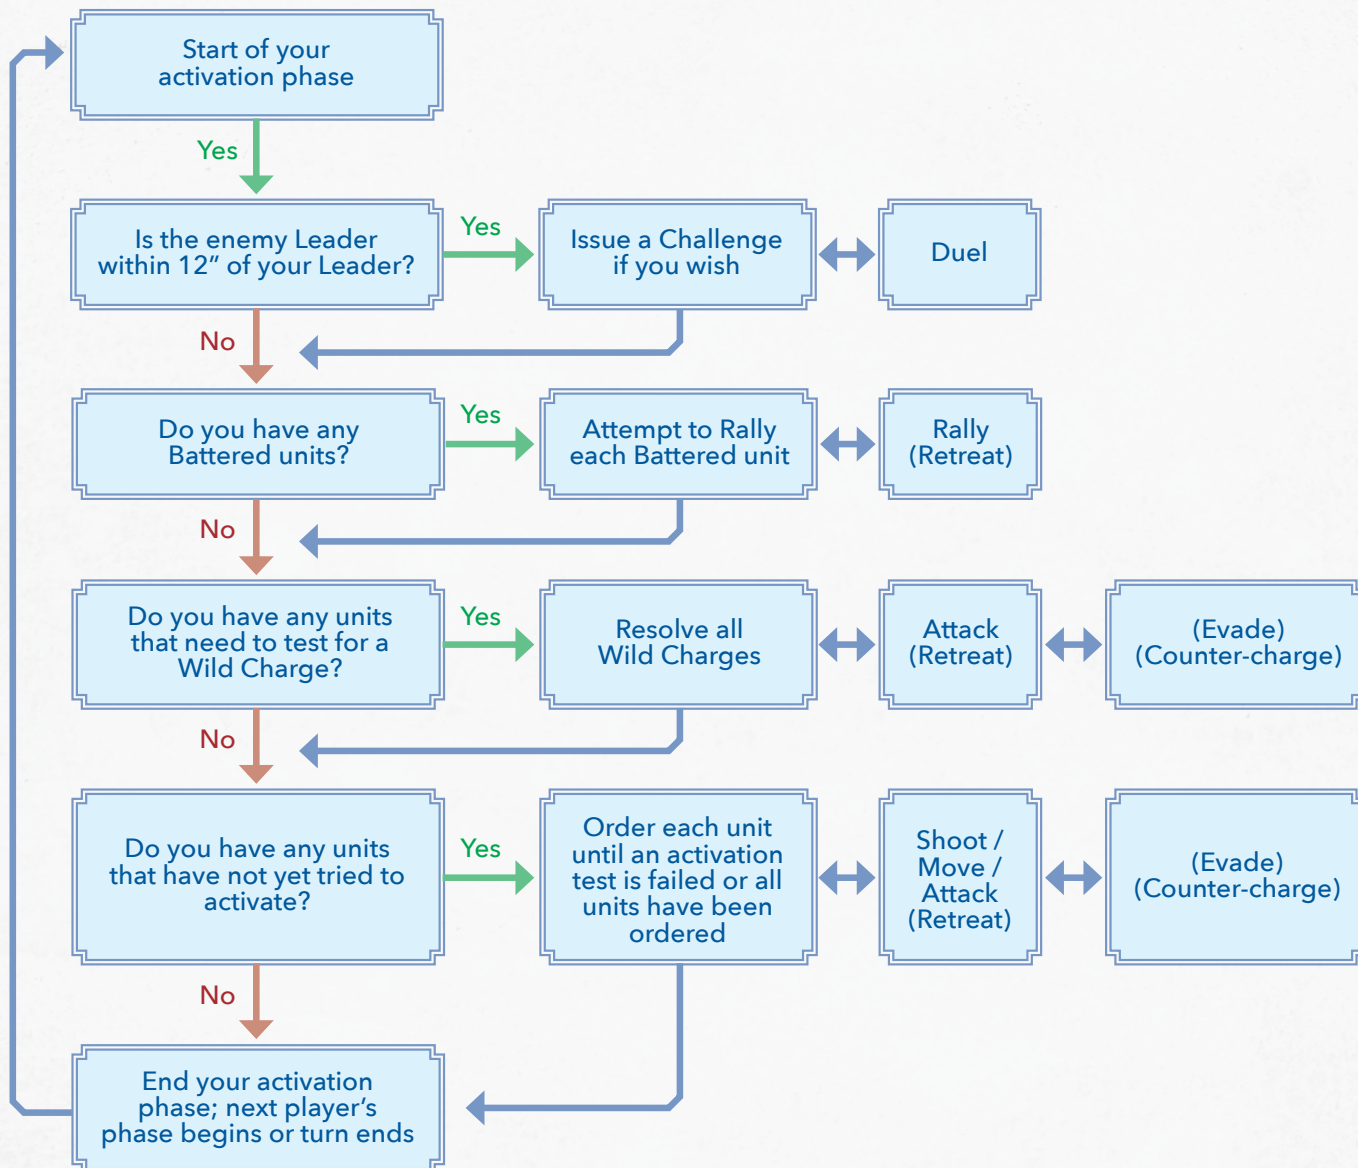 Start of your
activation phase
Yes
Is the enemy Leader
within 12” of your Leader?
Yes
Issue a Challenge
if you wish
Duel
No
Do you have any
Battered units?
Yes
Attempt to Rally
each Battered unit
Rally
(Retreat)
No
Do you have any units
that need to test for a
Wild Charge?
Yes
Resolve all
Wild Charges
Attack
(Retreat)
(Evade)
(Counter-charge)
No
Do you have any units
that have not yet tried to
activate?
Yes
Order each unit
until an activation
test is failed or all
units have been
ordered
Shoot /
Move /
Attack
(Retreat)
(Evade)
(Counter-charge)
No
End your activation
phase; next player’s
phase begins or turn ends